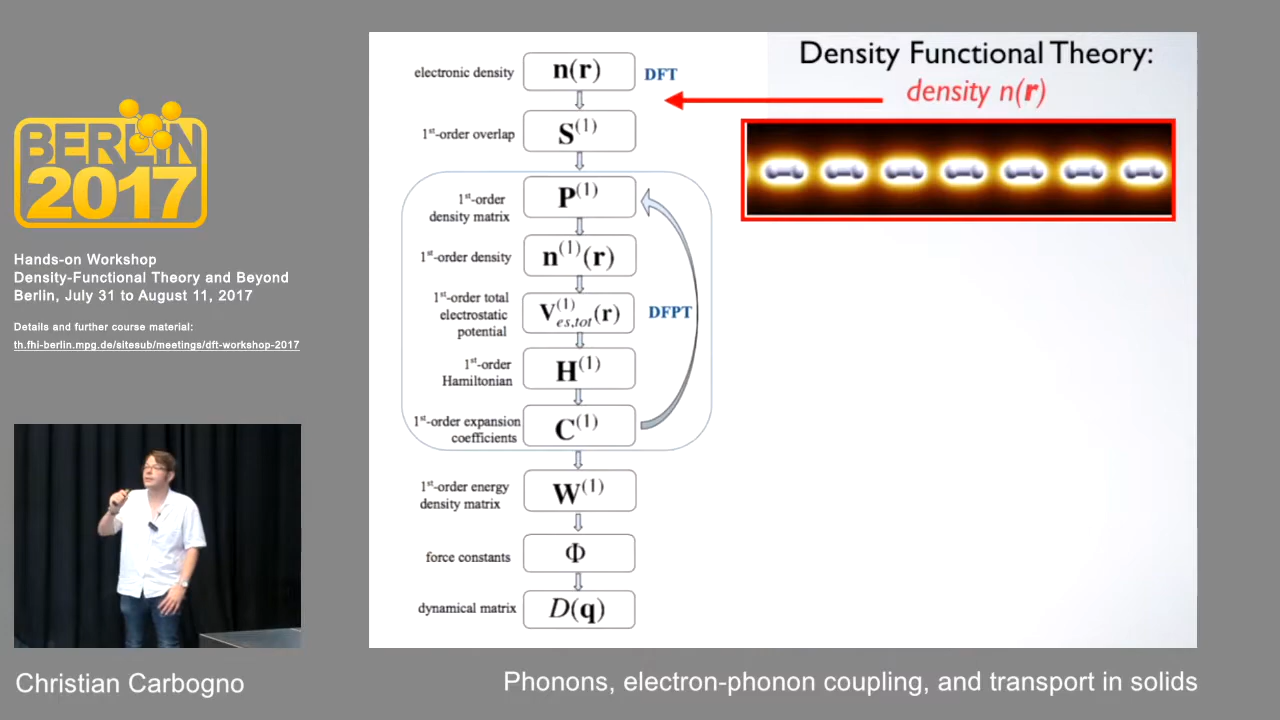 BERLIN
2017
Hands-on Workshop
Density-Functional Theory and Beyond
Berlin, July 31 to August 11, 2017
Details and further course material:
th.fhi-berlin.mpg.de/sitesub/meetings/dft-workshop-2017
Density Functional Theory:
density n(r)
electronic density n(r) DFT
1st-order overlap S(1)
1st-order
density matrix
P(1)
1st-order density n(1)(r)
1st-order total
electrostatic
potential
V(1)es,tot(r)
DFPT
1st-order
Hamiltonian
H(1)
1st-order expansion
coefficients
C(1)
1st-order energy
density matrix
W(1)
force constants Φ
dynamical matrix D(q)
Christian Carbogno
Phonons, electron-phonon coupling, and transport in solids